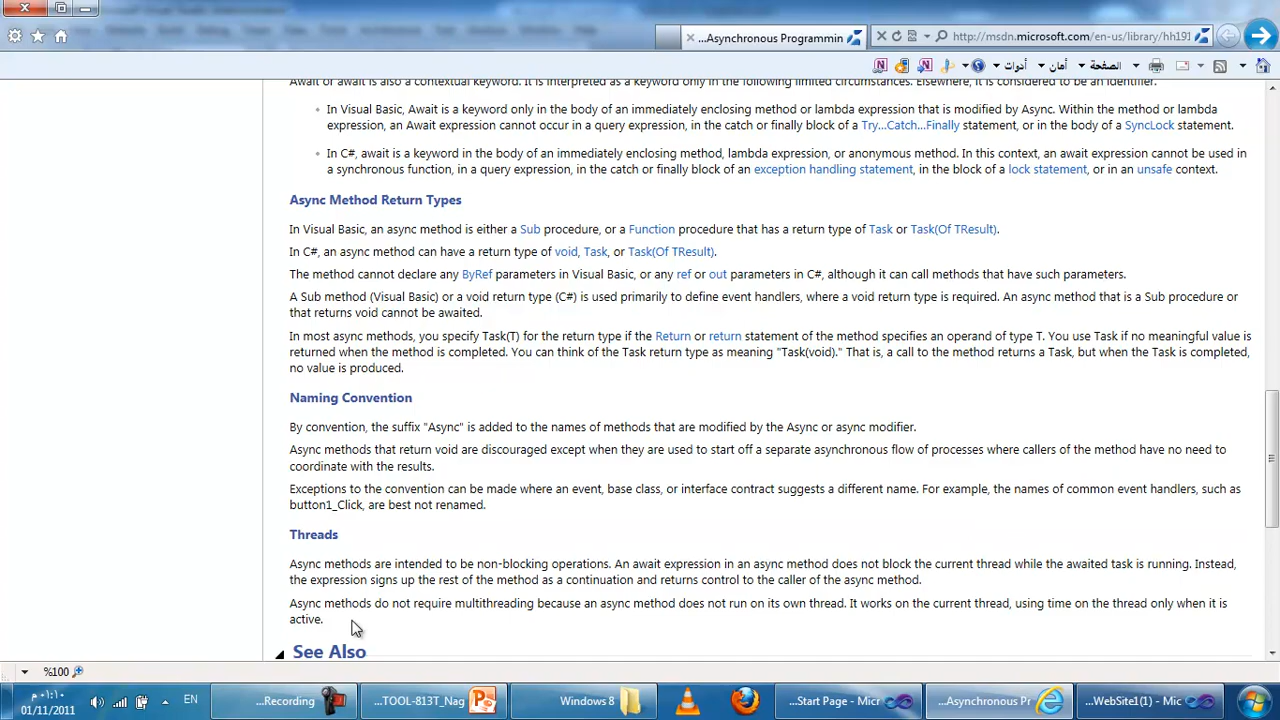 ...Asynchronous Programmin
http://msdn.microsoft.com/en-us/library/hh191
أدوات
أمان
الصفحة
Await or await is also a contextual keyword. It is interpreted as a keyword only in the following limited circumstances. Elsewhere, it is considered to be an identifier.
In Visual Basic, Await is a keyword only in the body of an immediately enclosing method or lambda expression that is modified by Async. Within the method or lambda
expression, an Await expression cannot occur in a query expression, in the catch or finally block of a Try...Catch...Finally statement, or in the body of a SyncLock statement.
In C#, await is a keyword in the body of an immediately enclosing method, lambda expression, or anonymous method. In this context, an await expression cannot be used in
a synchronous function, in a query expression, in the catch or finally block of an exception handling statement, in the block of a lock statement, or in an unsafe context.
Async Method Return Types
In Visual Basic, an async method is either a Sub procedure, or a Function procedure that has a return type of Task or Task(Of TResult).
In C#, an async method can have a return type of void, Task, or Task(Of TResult).
The method cannot declare any ByRef parameters in Visual Basic, or any ref or out parameters in C#, although it can call methods that have such parameters.
A Sub method (Visual Basic) or a void return type (C#) is used primarily to define event handlers, where a void return type is required. An async method that is a Sub procedure or
that returns void cannot be awaited.
In most async methods, you specify Task(T) for the return type if the Return or return statement of the method specifies an operand of type T. You use Task if no meaningful value is
returned when the method is completed. You can think of the Task return type as meaning "Task(void)." That is, a call to the method returns a Task, but when the Task is completed,
no value is produced.
Naming Convention
By convention, the suffix "Async" is added to the names of methods that are modified by the Async or async modifier.
Async methods that return void are discouraged except when they are used to start off a separate asynchronous flow of processes where callers of the method have no need to
coordinate with the results.
Exceptions to the convention can be made where an event, base class, or interface contract suggests a different name. For example, the names of common event handlers, such as
button1_Click, are best not renamed.
Threads
Async methods are intended to be non-blocking operations. An await expression in an async method does not block the current thread while the awaited task is running. Instead,
the expression signs up the rest of the method as a continuation and returns control to the caller of the async method.
Async methods do not require multithreading because an async method does not run on its own thread. It works on the current thread, using time on the thread only when it is
active.
See Also
%100
٠١:١٠ م
01/11/2011
EN
...Recording
...TOOL-813T_Nag
Windows 8
...Start Page - Micr
...Asynchronous Pr
...WebSite1(1) - Mic